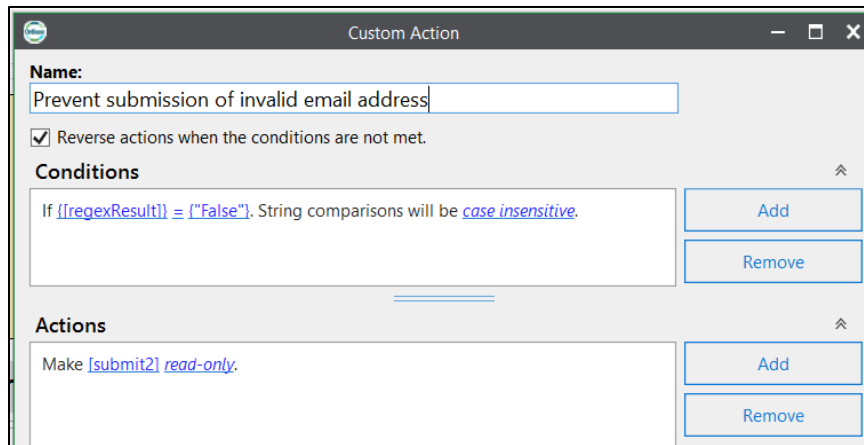 Custom Action
Name:
Prevent submission of invalid email address
Reverse actions when the conditions are not met.
Conditions
If {[regexResult]} = {"False"}. String comparisons will be case insensitive.
Add
Remove
Actions
Make [submit2] read-only.
Add
Remove